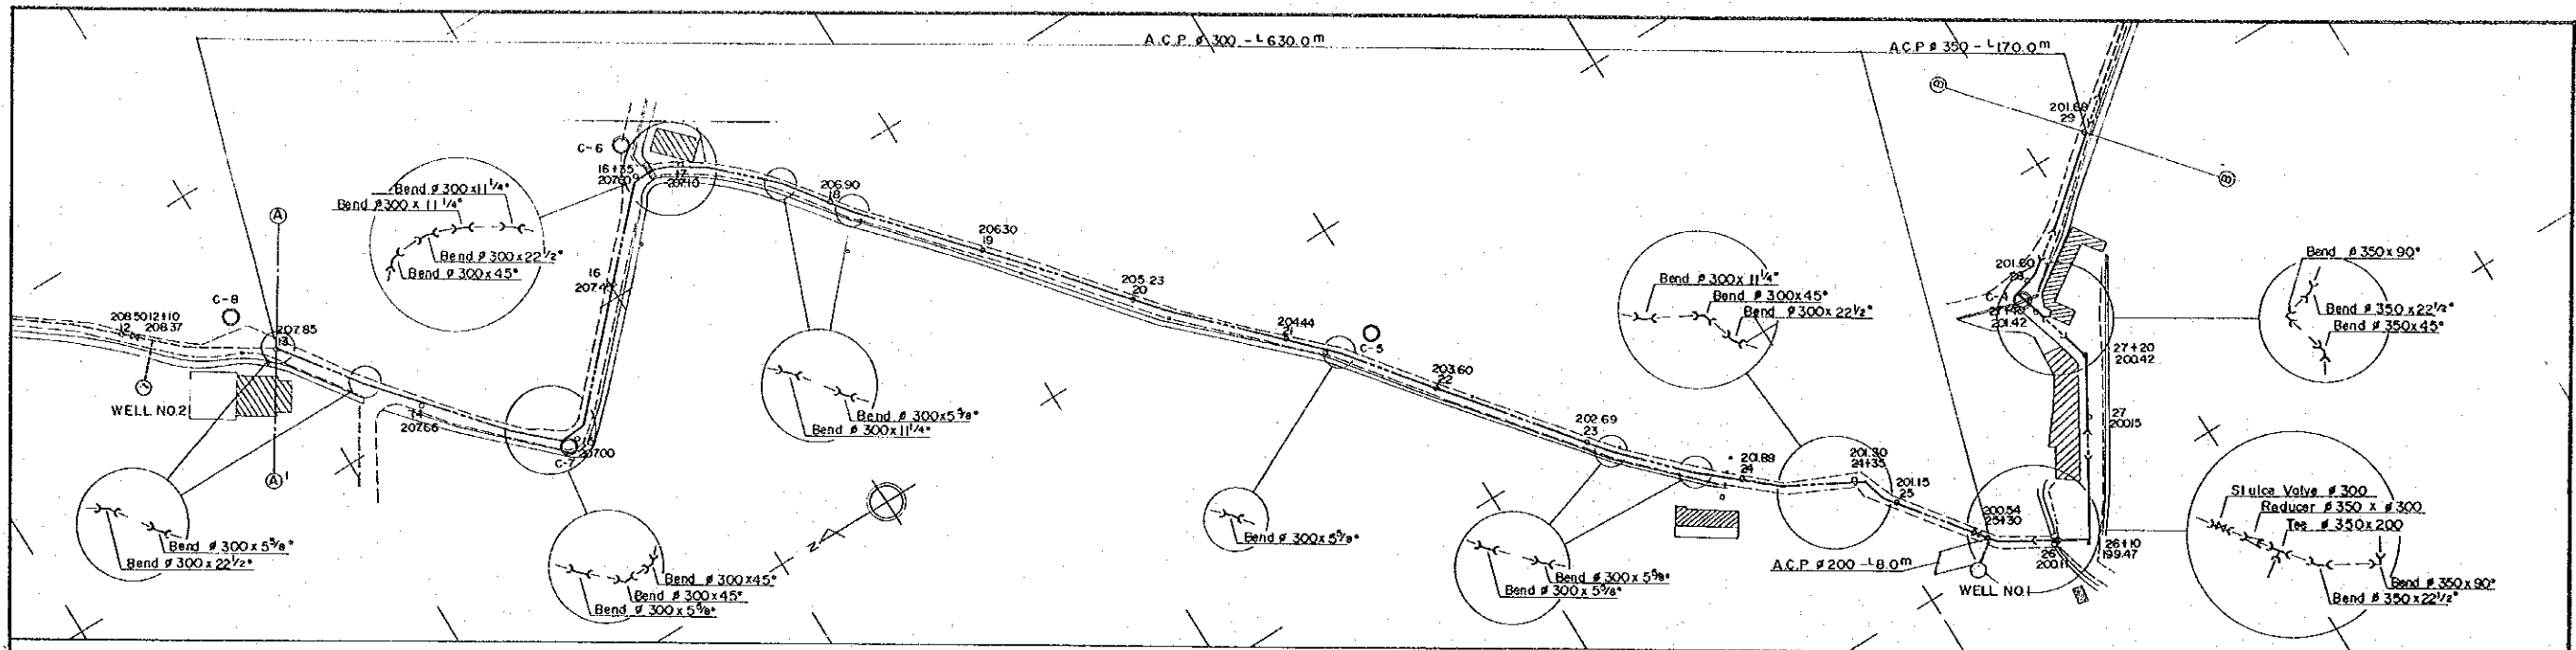 A.C.P ø 300 - L 630.0 m
A.C.P ø 350 - L 170.0 m
B
B
201.88
29
C-6
16+35
207.60
17
207.10
206.90
18
206.30
19
205.23
20
204.44
21
C-5
203.60
22
202.69
23
201.88
24
201.30
24+35
201.15
25
200.54
25+30
26
200.11
26+10
199.47
27
200.15
27+20
200.42
201.42
201.60
C-4
16
207.00
C-7
14
207.66
207.85
13
C-8
208.50
12
12+10
208.37
WELL NO.2
A
A'
Bend ø 300 x 11 1/4°
Bend ø 300 x 11 1/4°
Bend ø 300 x 22 1/2°
Bend ø 300 x 45°
Bend ø 300 x 5 5/8°
Bend ø 300 x 11 1/4°
Bend ø 300 x 11 1/4°
Bend ø 300 x 45°
Bend ø 300 x 22 1/2°
Bend ø 350 x 90°
Bend ø 350 x 22 1/2°
Bend ø 350 x 45°
Bend ø 300 x 5 5/8°
Bend ø 300 x 22 1/2°
Bend ø 300 x 45°
Bend ø 300 x 45°
Bend ø 300 x 5 5/8°
N
Bend ø 300 x 5 5/8°
Bend ø 300 x 5 5/8°
Bend ø 300 x 5 5/8°
A.C.P ø 200 - L 8.0 m
WELL NO.1
Sluice Valve ø 300
Reducer ø 350 x ø 300
Tee ø 350 x 200
Bend ø 350 x 90°
Bend ø 350 x 22 1/2°